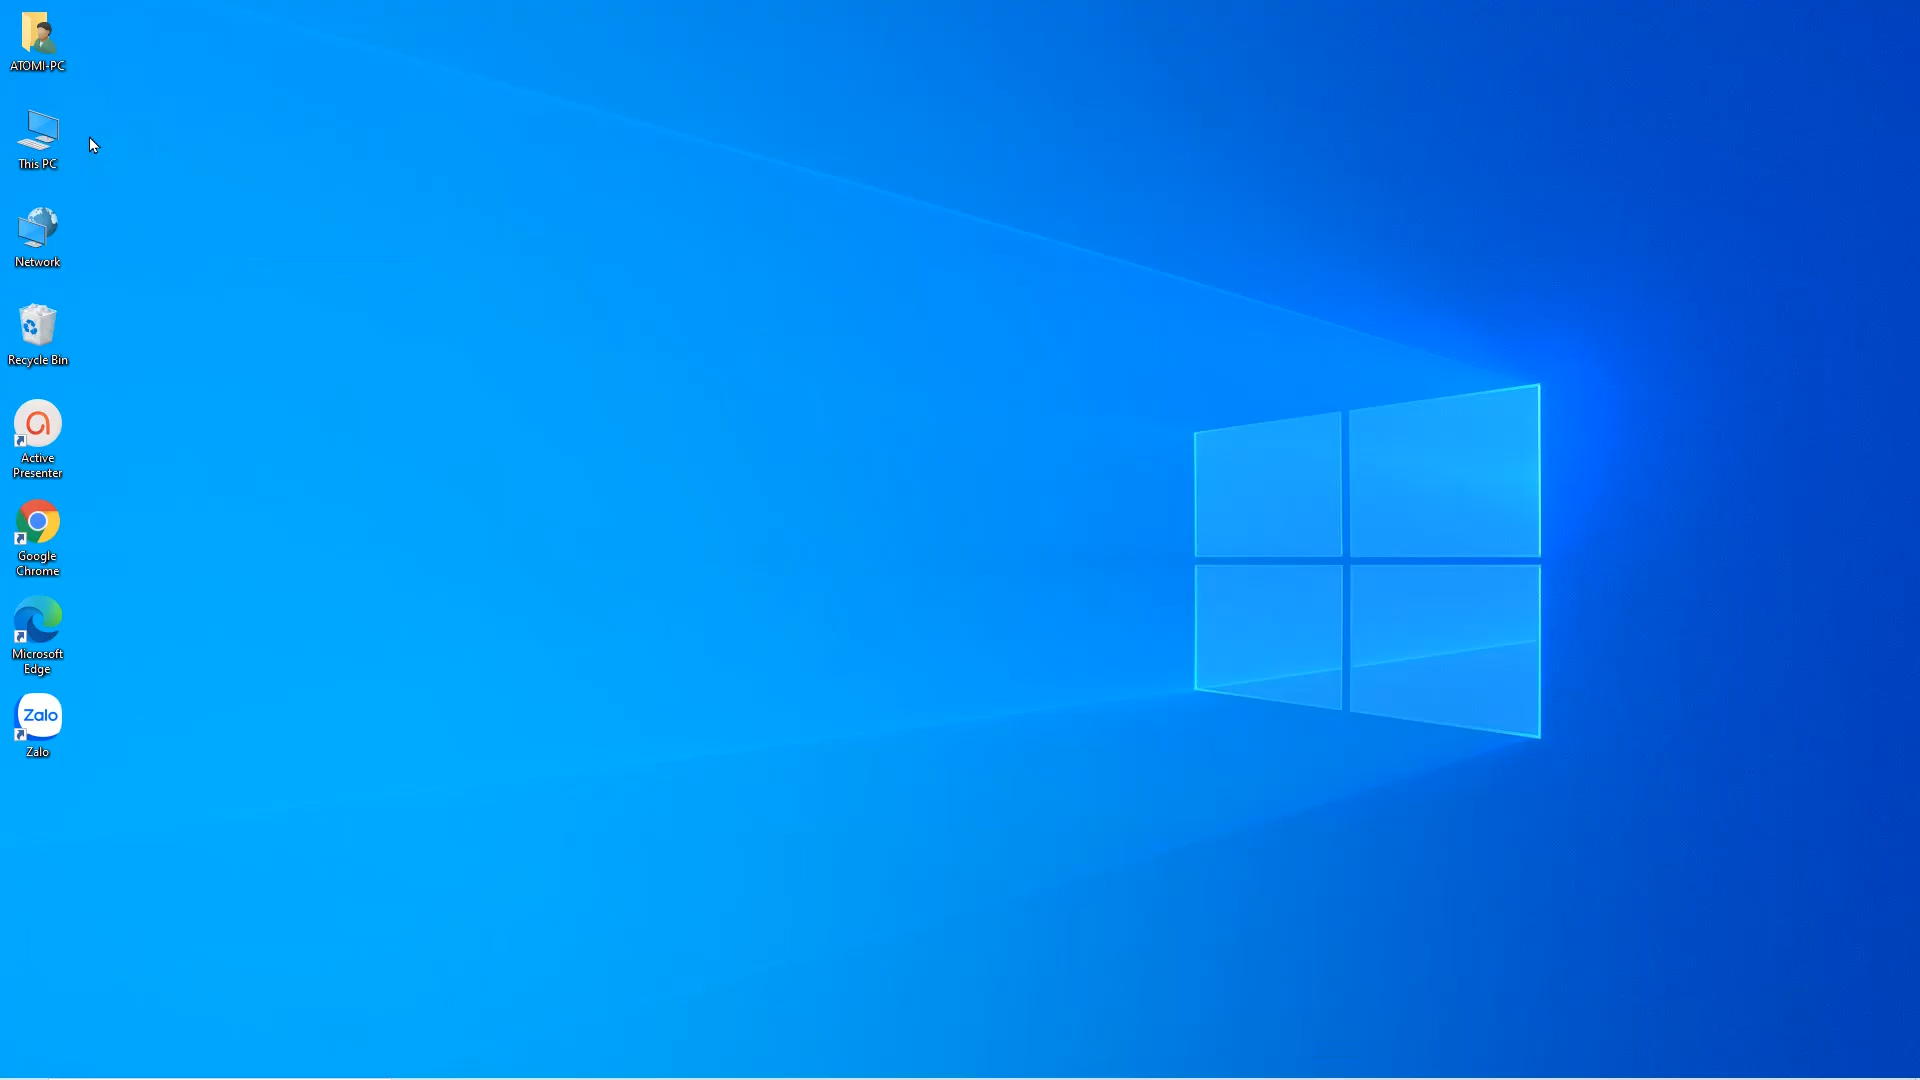 ATOMI-PC
This PC
Network
Recycle Bin
Active
Presenter
Google
Chrome
Microsoft
Edge
Zalo
Zalo